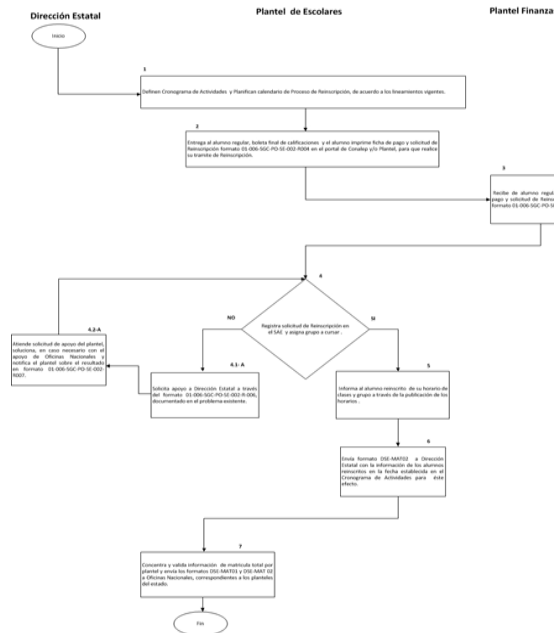 Dirección Estatal
Plantel de Escolares
Plantel Finanza
Inicio
1
Definen Cronograma de Actividades y Planifican calendario de Proceso de Reinscripción, de acuerdo a los lineamientos vigentes.
2
Entrega al alumno regular, boleta final de calificaciones y el alumno imprime ficha de pago y solicitud de
Reinscripción formato 01-006-SGC-PO-SE-002-R004 en el portal de Conalep y/o Plantel, para que realice
su tramite de Reinscripción.
3
Recibe de alumno regula
pago y solicitud de Reinsc
formato 01-006-SGC-PO-SE
4
NO
SI
Registra solicitud de Reinscripción en
el SAE y asigna grupo a cursar .
4.2-A
Atiende solicitud de apoyo del plantel,
soluciona, en caso necesario con el
apoyo de Oficinas Nacionales y
notifica el plantel sobre el resultado
en formato 01-006-SGC-PO-SE-002-
R007.
4.1- A
Solicita apoyo a Dirección Estatal a través
del formato 01-006-SGC-PO-SE-002-R-006,
documentado en el problema existente.
5
Informa al alumno reinscrito de su horario de
clases y grupo a través de la publicación de los
horarios .
6
Envía formato DSE-MAT02 a Dirección
Estatal con la información de los alumnos
reinscritos en la fecha establecida en el
Cronograma de Actividades para este
efecto.
7
Concentra y valida información de matricula total por
plantel y envía los formatos DSE-MAT01 y DSE-MAT 02
a Oficinas Nacionales, correspondientes a los planteles
del estado.
Fin